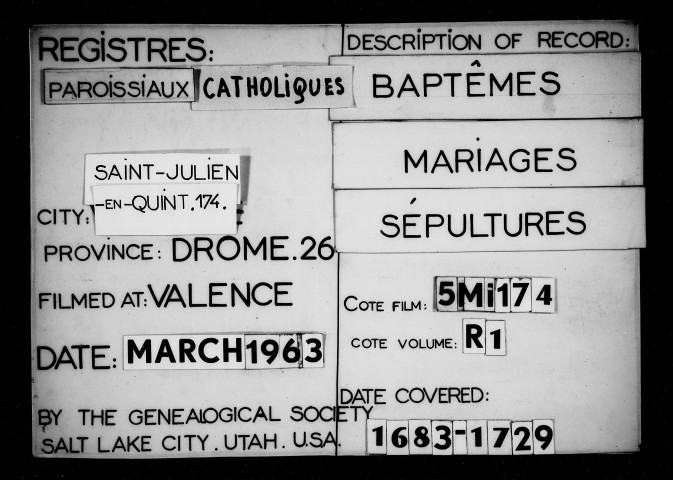 REGISTRES:
PAROISSIAUX CATHOLIQUES
SAINT-JULIEN
-EN-QUINT.174.
CITY:
PROVINCE: DROME.26
FILMED AT: VALENCE
DATE: MARCH 1963
BY THE GENEALOGICAL SOCIETY
SALT LAKE CITY. UTAH. U.S.A.
DESCRIPTION OF RECORD:
BAPTÊMES
MARIAGES
SÉPULTURES
COTE FILM: 5Mi174
COTE VOLUME: R1
DATE COVERED:
1683-1729